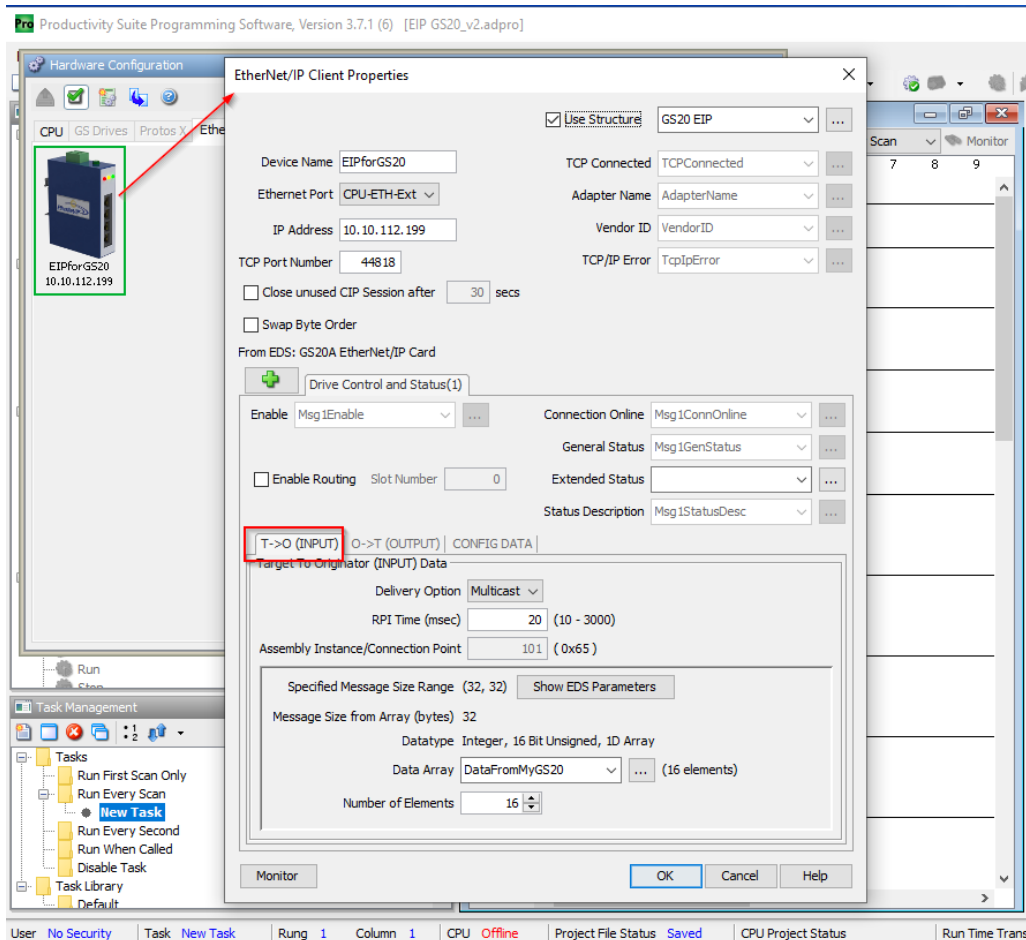 Pro Productivity Suite Programming Software, Version 3.7.1 (6) [EIP GS20_v2.adpro]
Hardware Configuration
CPU GS Drives Protos X Ethe
EIPforGS20
10.10.112.199
EtherNet/IP Client Properties
Use Structure GS20 EIP ...
Device Name EIPforGS20 TCP Connected TCPConnected ...
Ethernet Port CPU-ETH-Ext Adapter Name AdapterName ...
IP Address 10.10.112.199 Vendor ID VendorID ...
TCP Port Number 44818 TCP/IP Error TcpIpError ...
Close unused CIP Session after 30 secs
Swap Byte Order
From EDS: GS20A EtherNet/IP Card
Drive Control and Status(1)
Enable Msg1Enable ... Connection Online Msg1ConnOnline ...
General Status Msg1GenStatus ...
Enable Routing Slot Number 0 Extended Status ...
Status Description Msg1StatusDesc ...
T->O (INPUT) O->T (OUTPUT) CONFIG DATA
Target To Originator (INPUT) Data
Delivery Option Multicast
RPI Time (msec) 20 (10 - 3000)
Assembly Instance/Connection Point 101 (0x65)
Specified Message Size Range (32, 32) Show EDS Parameters
Message Size from Array (bytes) 32
Datatype Integer, 16 Bit Unsigned, 1D Array
Data Array DataFromMyGS20 ... (16 elements)
Number of Elements 16
Monitor OK Cancel Help
Scan Monitor
7 8 9
Run
Stop
Task Management
Tasks
Run First Scan Only
Run Every Scan
New Task
Run Every Second
Run When Called
Disable Task
Task Library
Default
User No Security Task New Task Rung 1 Column 1 CPU Offline Project File Status Saved CPU Project Status Run Time Trans